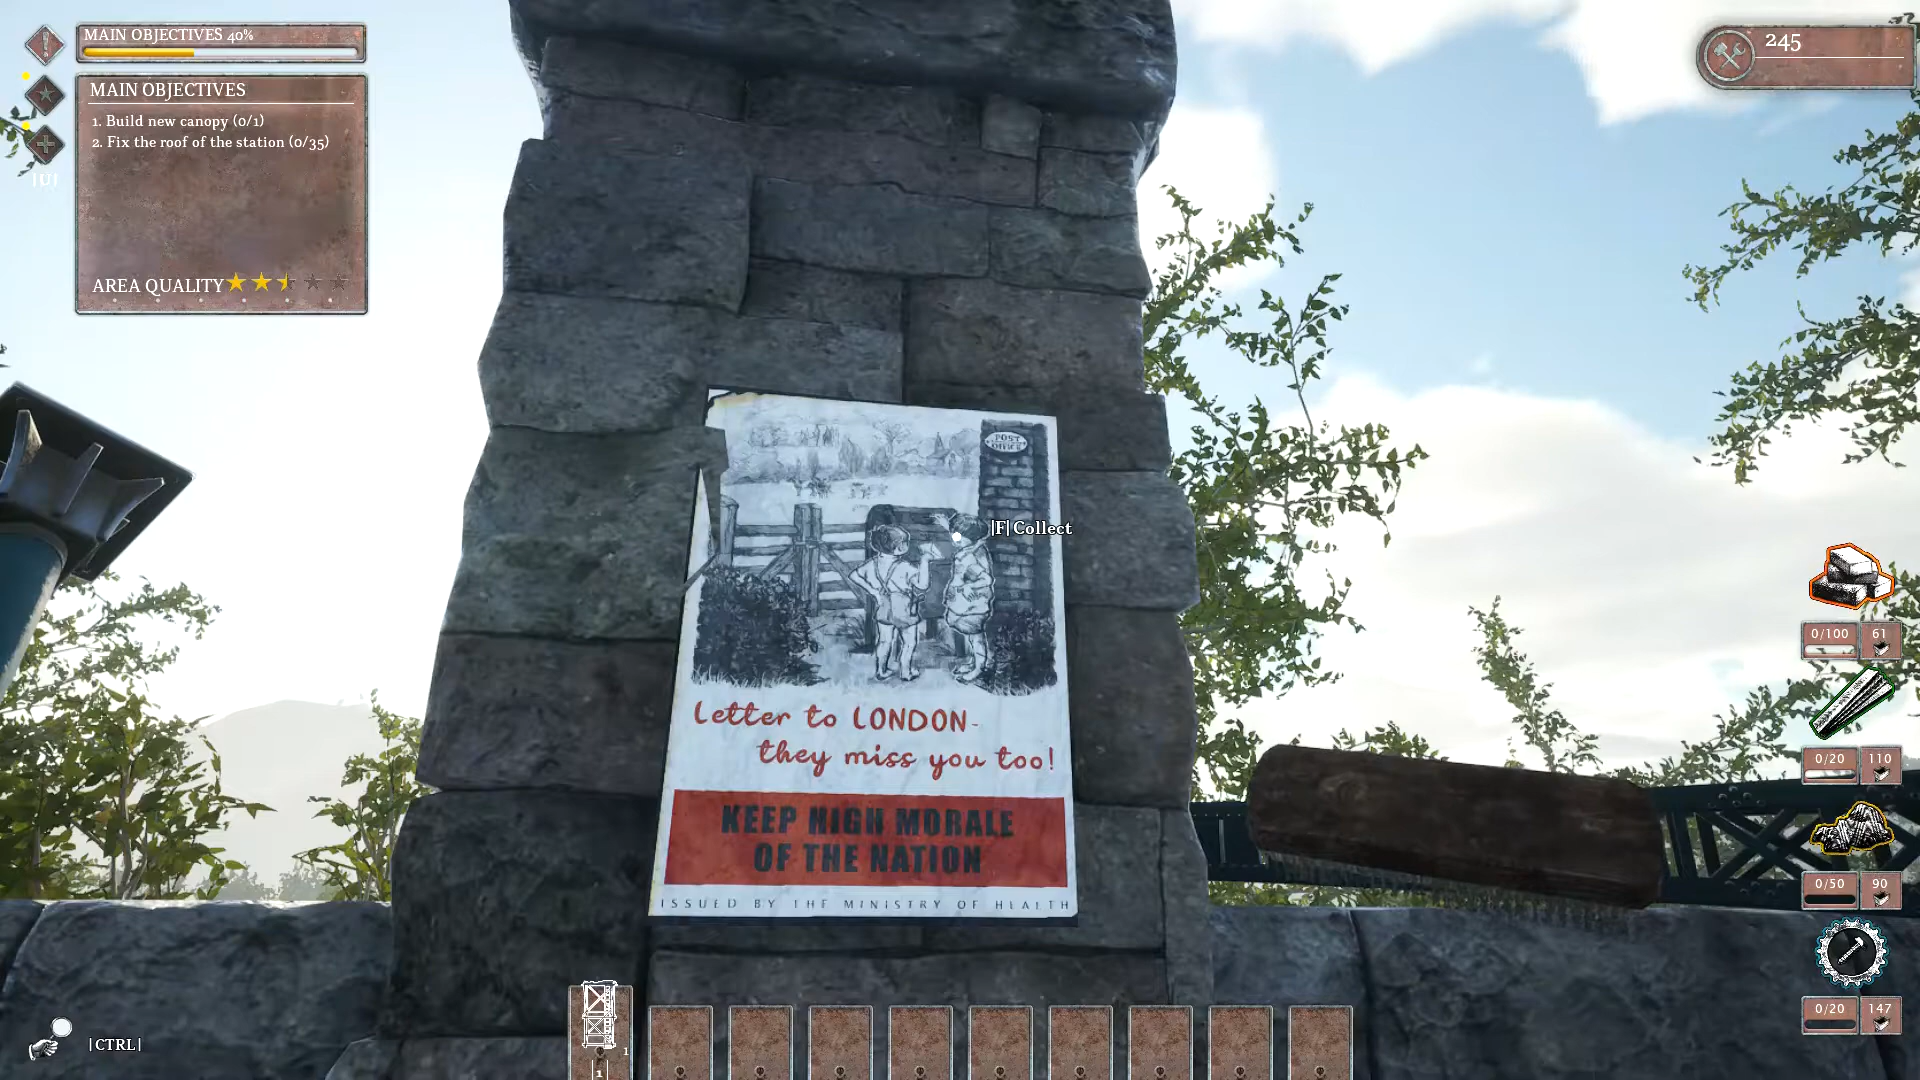 MAIN OBJECTIVES 40%
MAIN OBJECTIVES
1. Build new canopy (0/1)
2. Fix the roof of the station (0/35)
AREA QUALITY
|U|
245
POST
OFFICE
|F| Collect
Letter to LONDON-
they miss you too!
KEEP HIGH MORALE
OF THE NATION
ISSUED BY THE MINISTRY OF HEALTH
0/100 61
0/20 110
0/50 90
0/20 147
|CTRL|
1
|1|